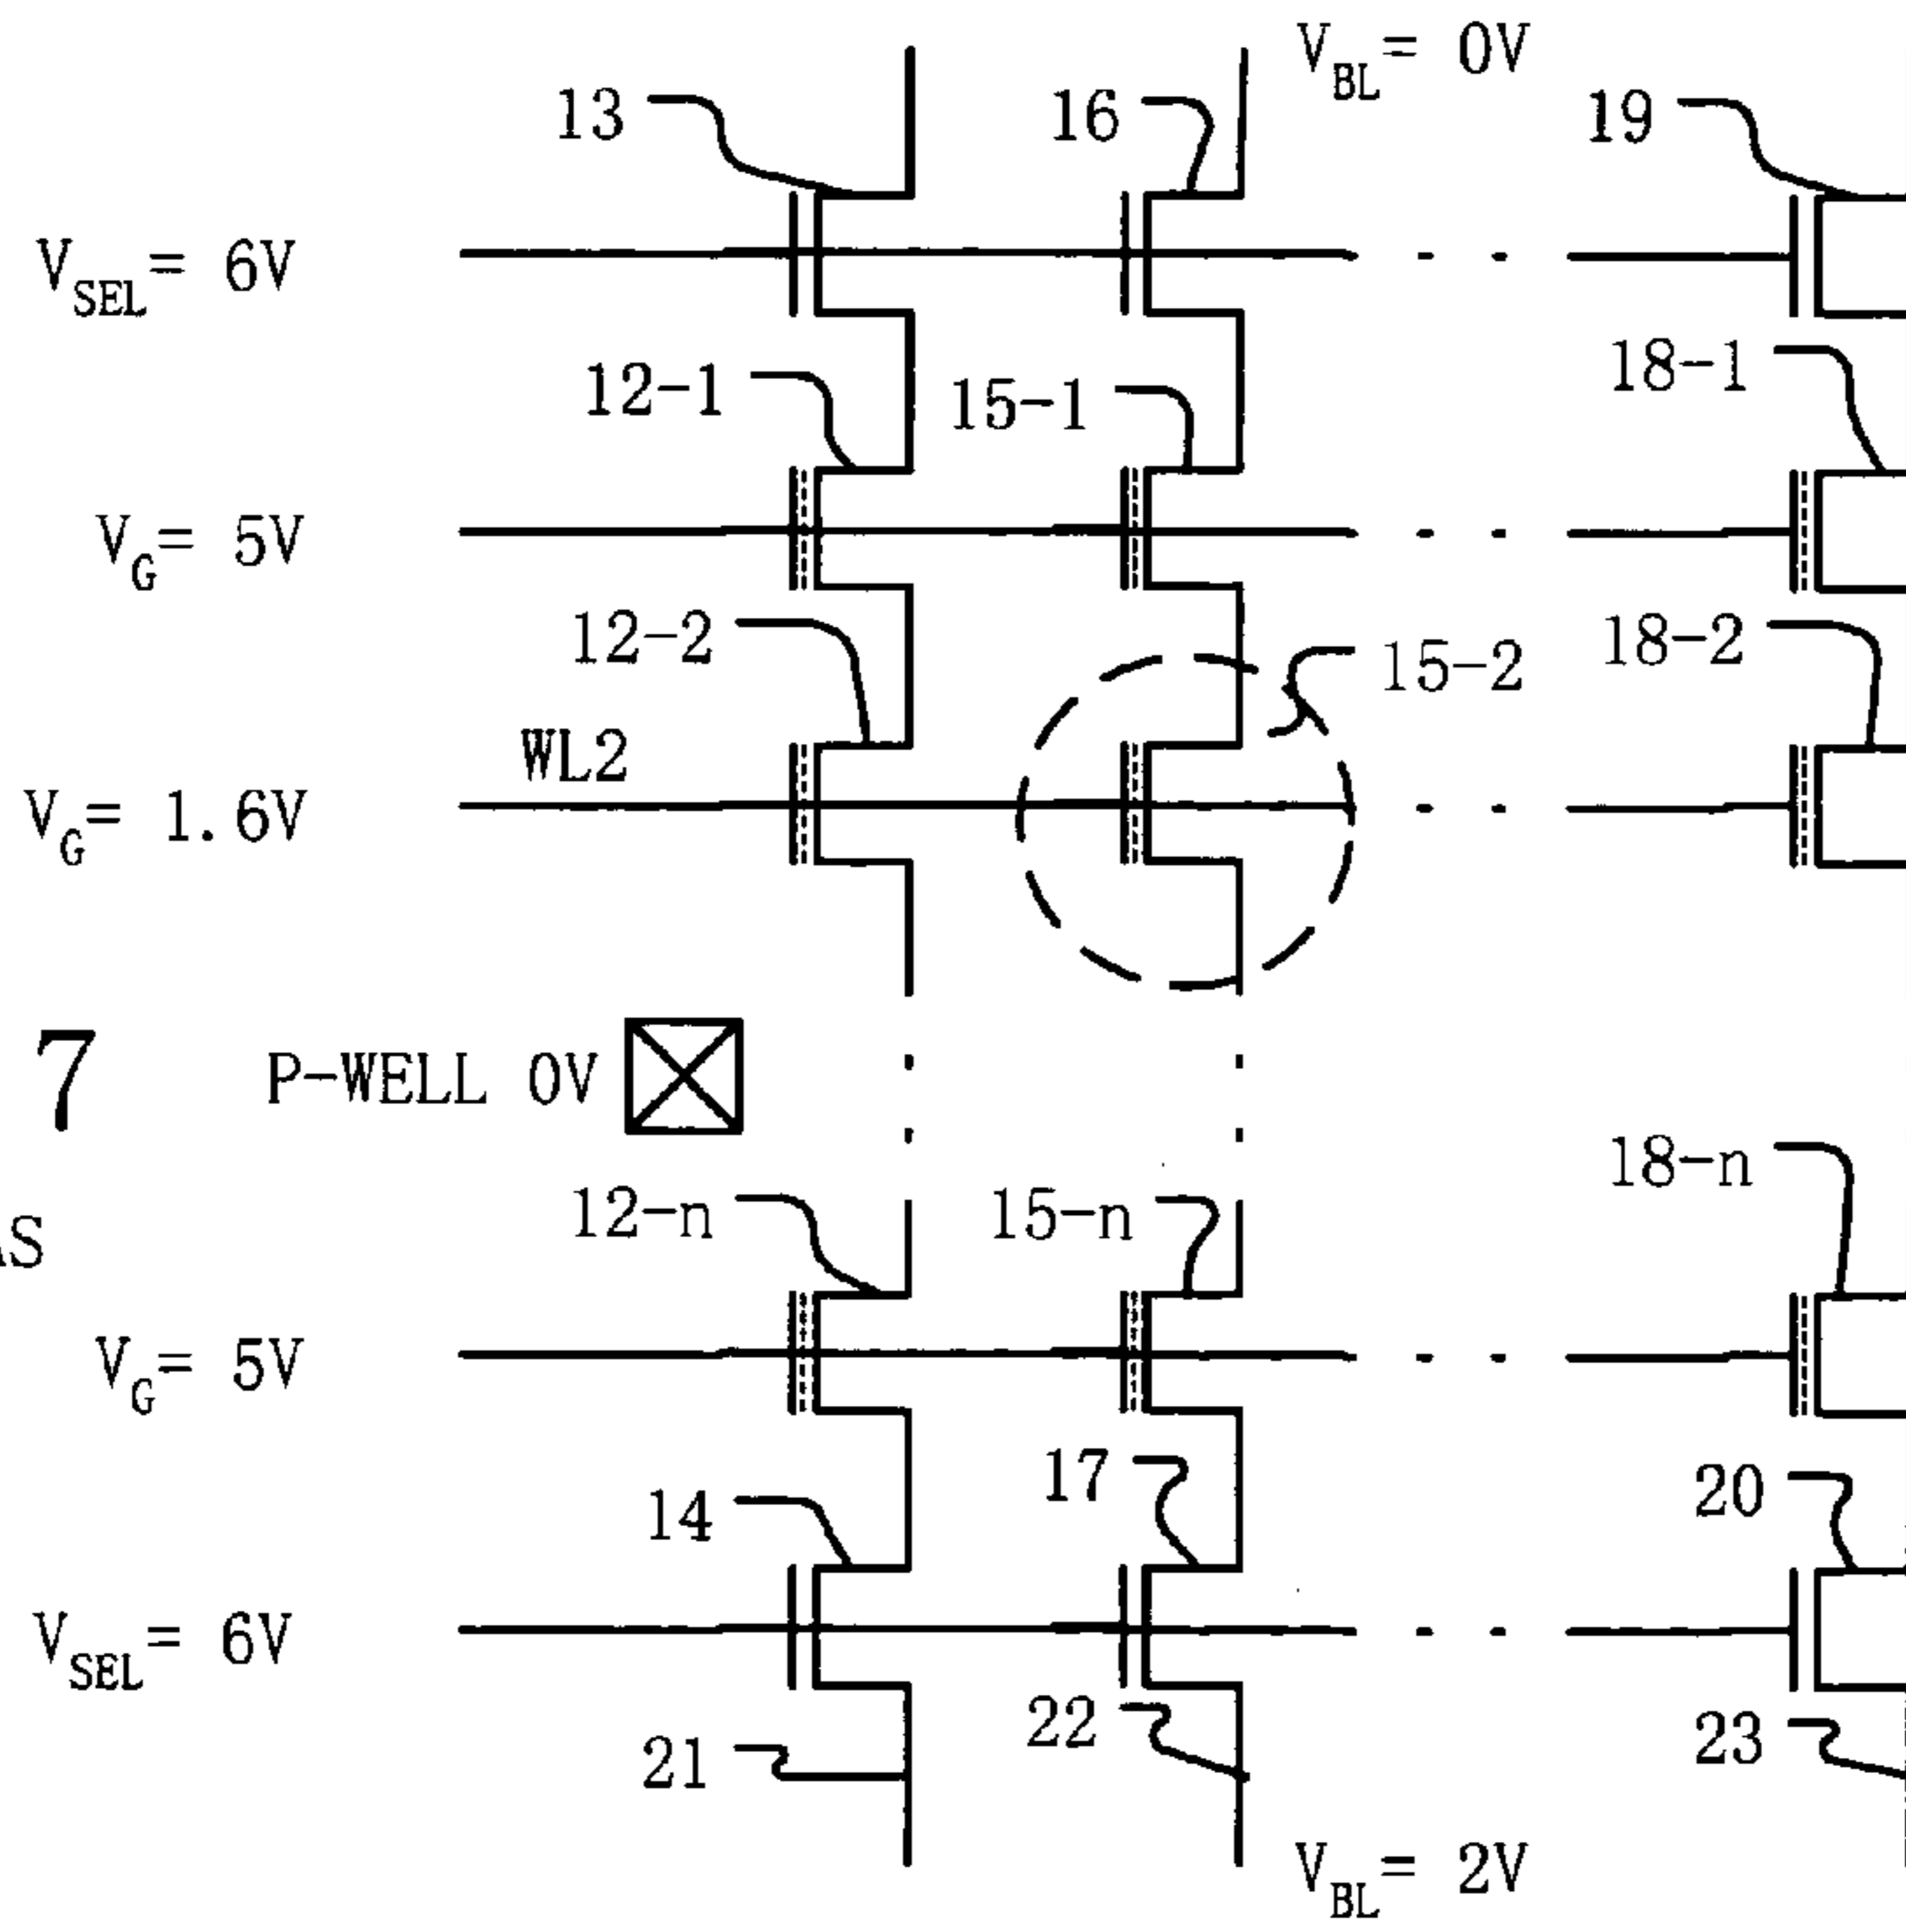 V_BL= 0V
13
16
19
V_SEL= 6V
12-1
15-1
18-1
V_G= 5V
12-2
15-2
18-2
WL2
V_G= 1.6V
7
P-WELL 0V
12-n
15-n
18-n
AS
V_G= 5V
14
17
20
V_SEL= 6V
21
22
23
V_BL= 2V